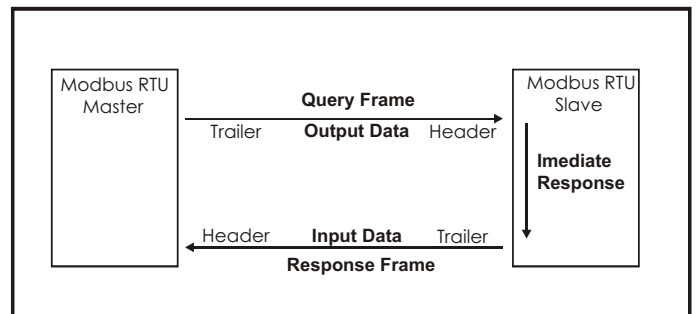 Modbus RTU
Master
Query Frame
Trailer Output Data Header
Modbus RTU
Slave
Imediate
Response
Header Input Data Trailer
Response Frame